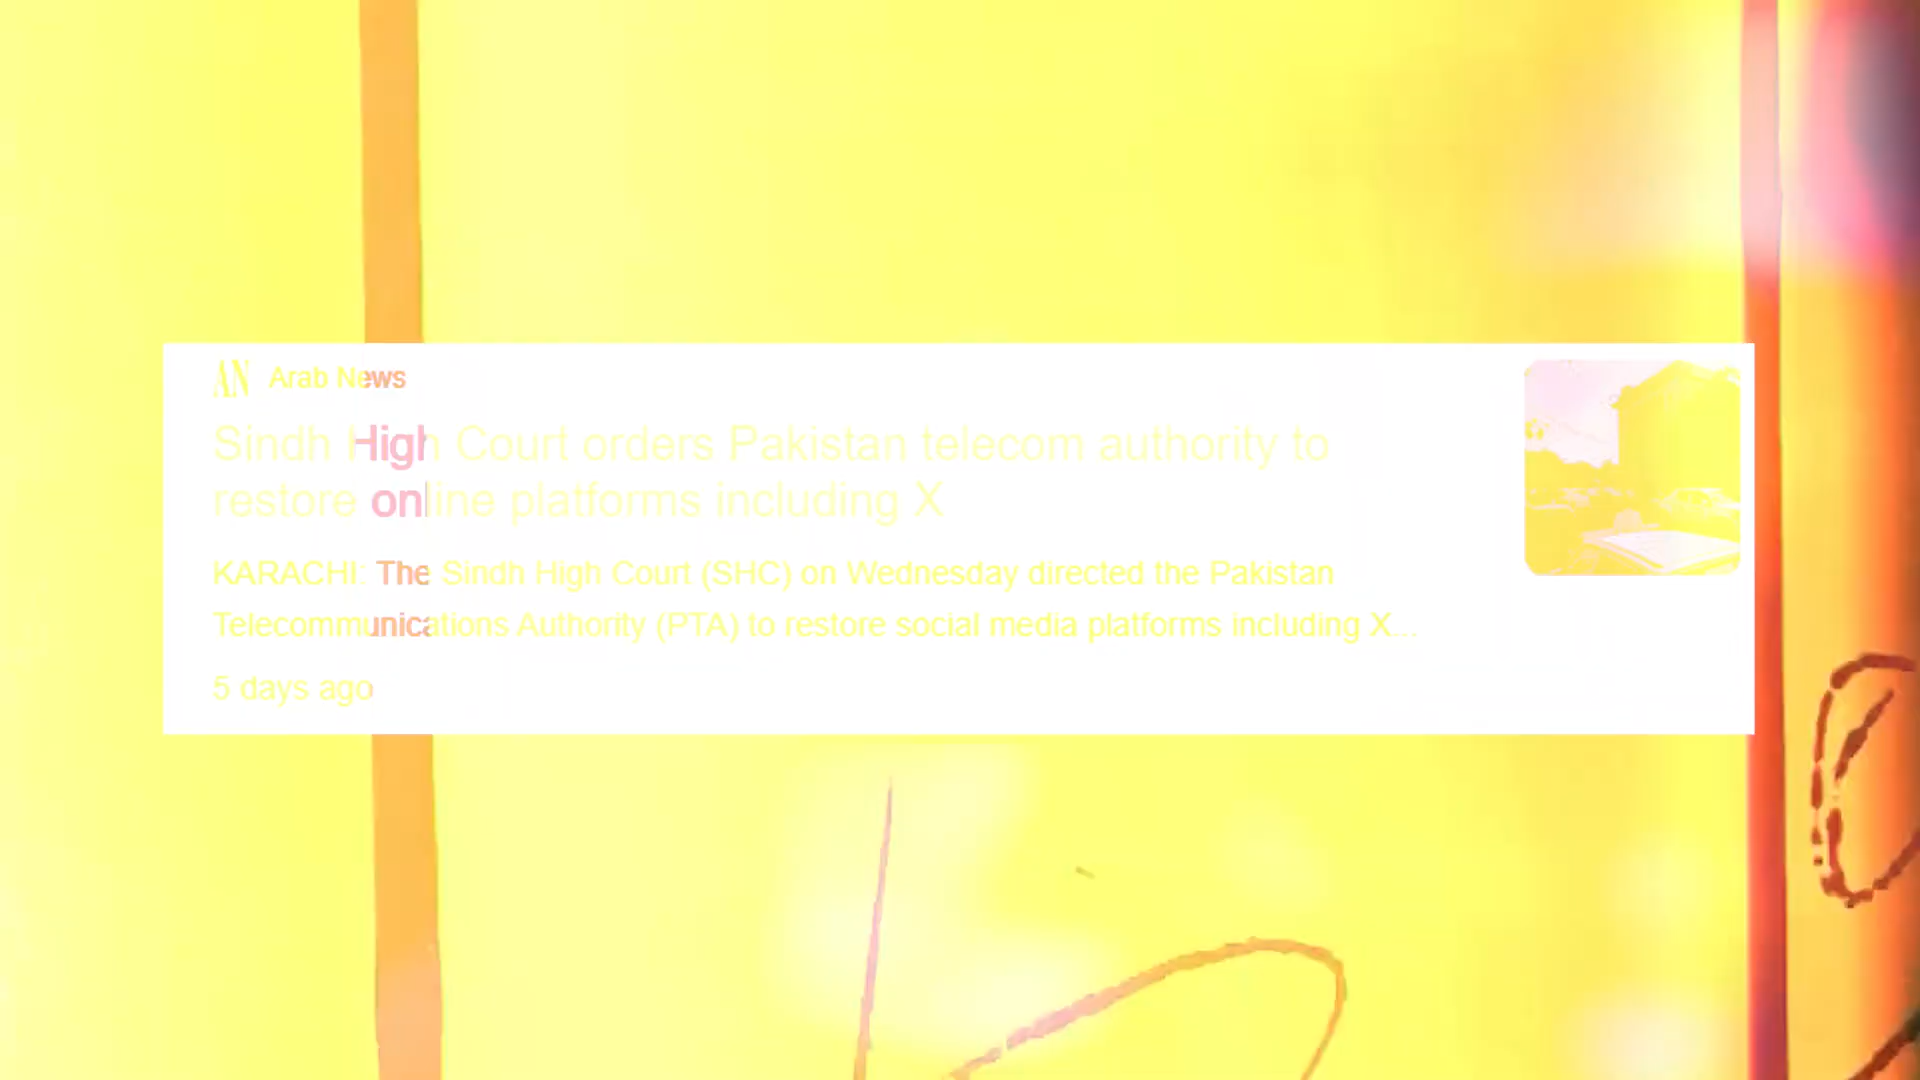 AN Arab News
Sindh High Court orders Pakistan telecom authority to
restore online platforms including X
KARACHI: The Sindh High Court (SHC) on Wednesday directed the Pakistan
Telecommunications Authority (PTA) to restore social media platforms including X...
5 days ago